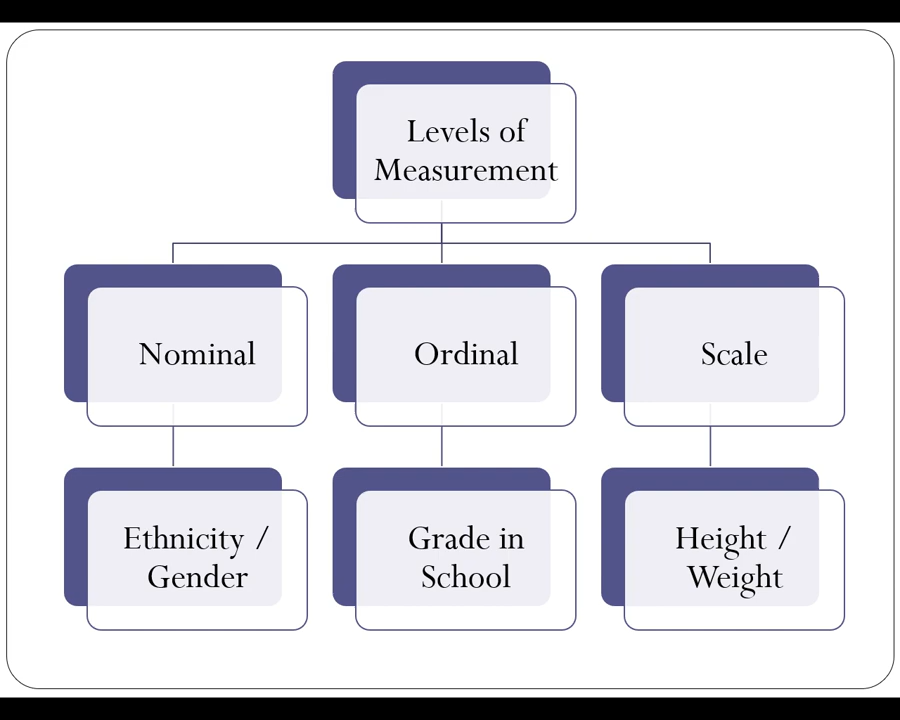 Levels of
Measurement
Nominal
Ordinal
Scale
Ethnicity /
Gender
Grade in
School
Height /
Weight